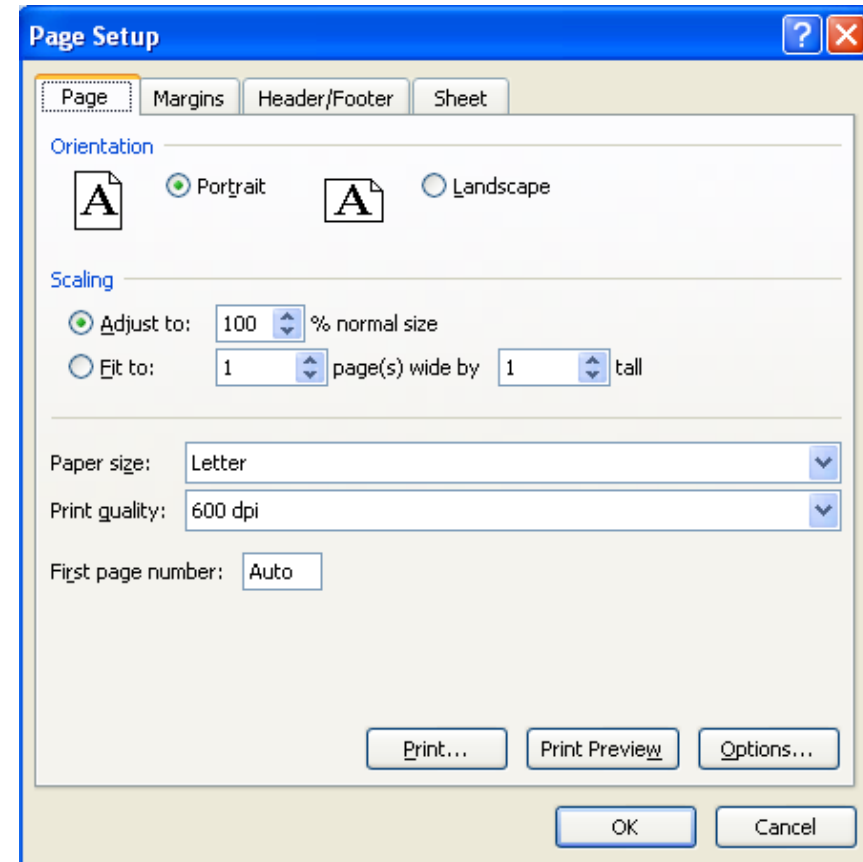 Page Setup
Page Margins Header/Footer Sheet
Orientation
A Portrait A Landscape
Scaling
Adjust to: 100 % normal size
Fit to: 1 page(s) wide by 1 tall
Paper size: Letter
Print quality: 600 dpi
First page number: Auto
Print... Print Preview Options...
OK Cancel